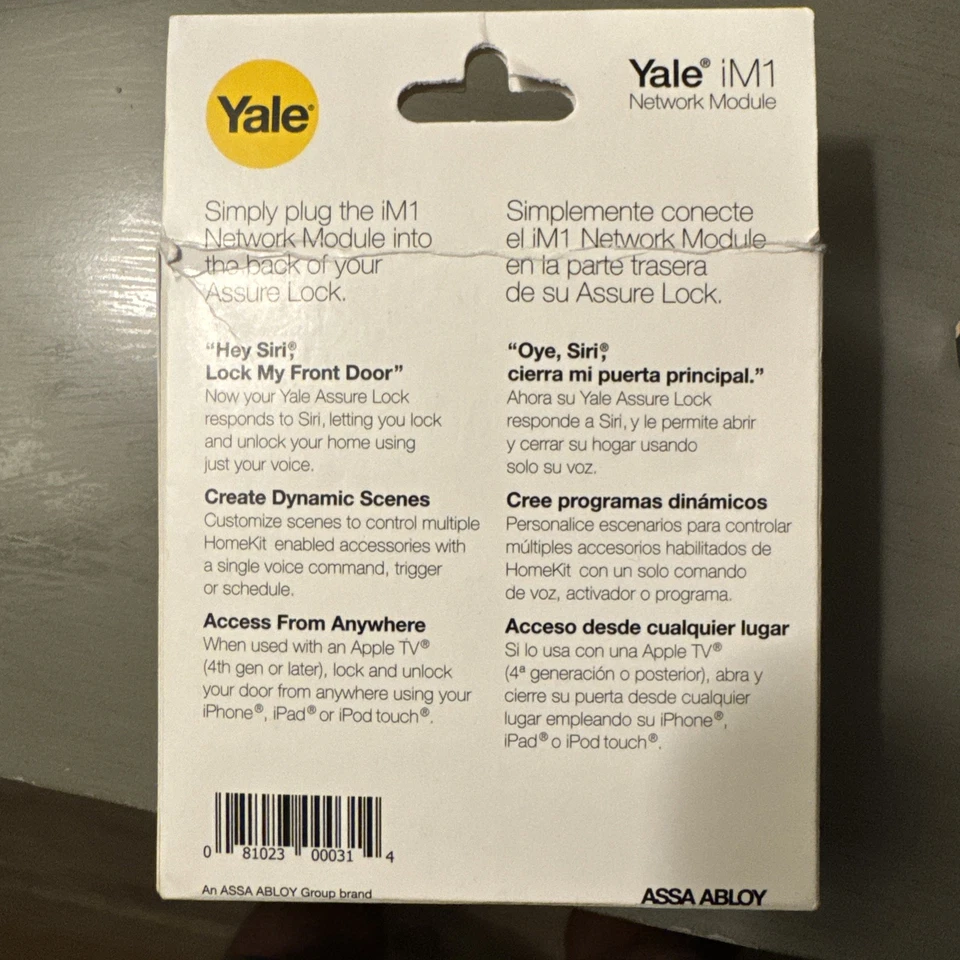 Yale®
Yale® iM1
Network Module
Simply plug the iM1
Network Module into
the back of your
Assure Lock.
Simplemente conecte
el iM1 Network Module
en la parte trasera
de su Assure Lock.
“Hey Siri®,
Lock My Front Door”
Now your Yale Assure Lock
responds to Siri, letting you lock
and unlock your home using
just your voice.
Create Dynamic Scenes
Customize scenes to control multiple
HomeKit enabled accessories with
a single voice command, trigger
or schedule.
Access From Anywhere
When used with an Apple TV®
(4th gen or later), lock and unlock
your door from anywhere using your
iPhone®, iPad® or iPod touch®.
“Oye, Siri®,
cierra mi puerta principal.”
Ahora su Yale Assure Lock
responde a Siri, y le permite abrir
y cerrar su hogar usando
solo su voz.
Cree programas dinámicos
Personalice escenarios para controlar
múltiples accesorios habilitados de
HomeKit con un solo comando
de voz, activador o programa.
Acceso desde cualquier lugar
Si lo usa con una Apple TV®
(4ª generación o posterior), abra y
cierre su puerta desde cualquier
lugar empleando su iPhone®,
iPad® o iPod touch®.
0 81023 00031 4
An ASSA ABLOY Group brand
ASSA ABLOY